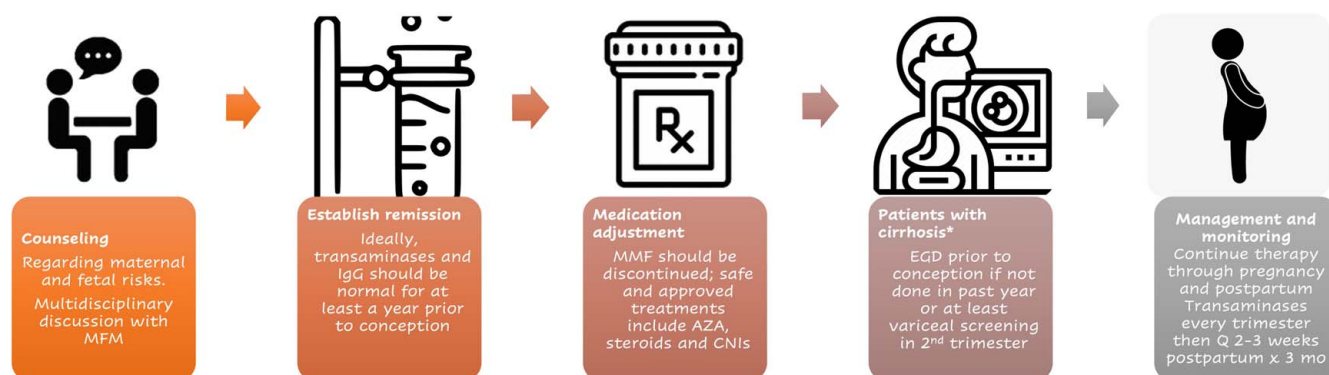 Rx
Counseling
Regarding maternal
and fetal risks.
Multidisciplinary
discussion with
MFM
Establish remission
Ideally,
transaminases and
IgG should be
normal for at
least a year prior
to conception
Medication
adjustment
MMF should be
discontinued; safe
and approved
treatments
include AZA,
steroids and CNIs
Patients with
cirrhosis*
EGD prior to
conception if not
done in past year
or at least
variceal screening
in 2nd trimester
Management and
monitoring
Continue therapy
through pregnancy
and postpartum
Transaminases
every trimester
then Q 2-3 weeks
postpartum x 3 mo